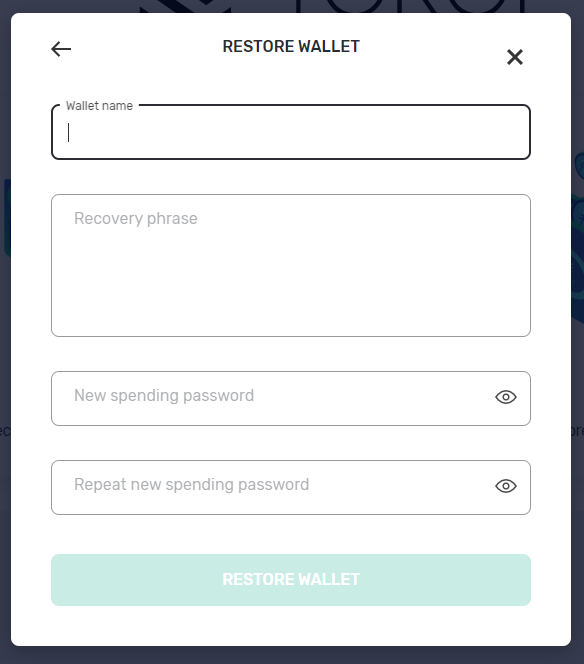 RESTORE WALLET
Wallet name
Recovery phrase
New spending password
Repeat new spending password
RESTORE WALLET